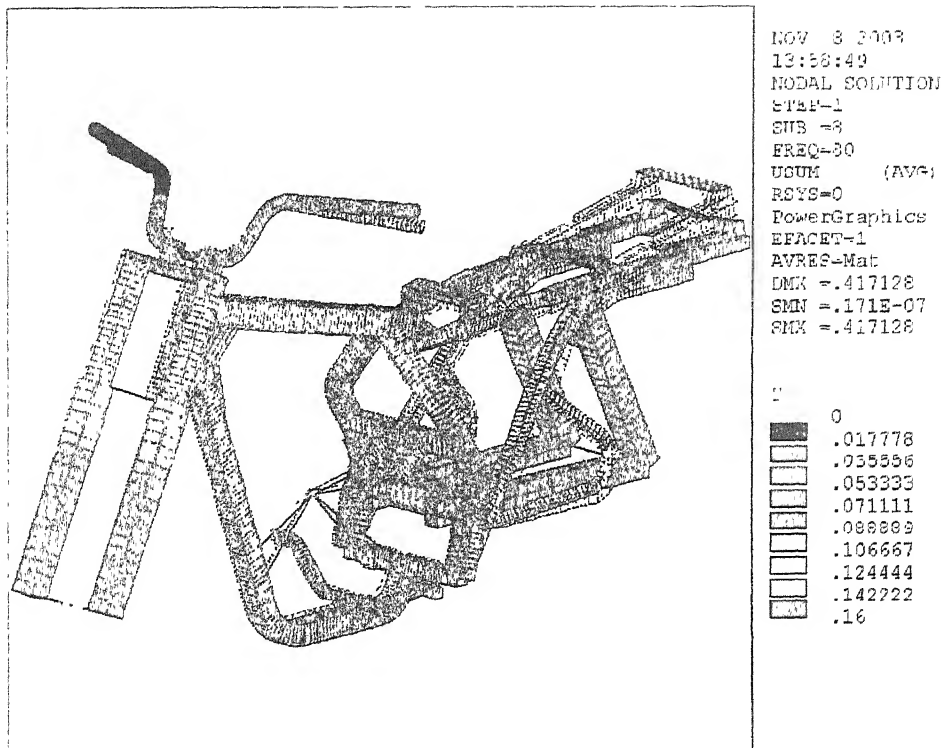 NOV 8 2003
13:58:49
NODAL SOLUTION
STEP=1
SUB =8
FREQ=80
USUM (AVG)
RSYS=0
PowerGraphics
EFACET=1
AVRES=Mat
DMX =.417128
SMN =.171E-07
SMX =.417128
0
.017778
.035556
.053333
.071111
.088889
.106667
.124444
.142222
.16